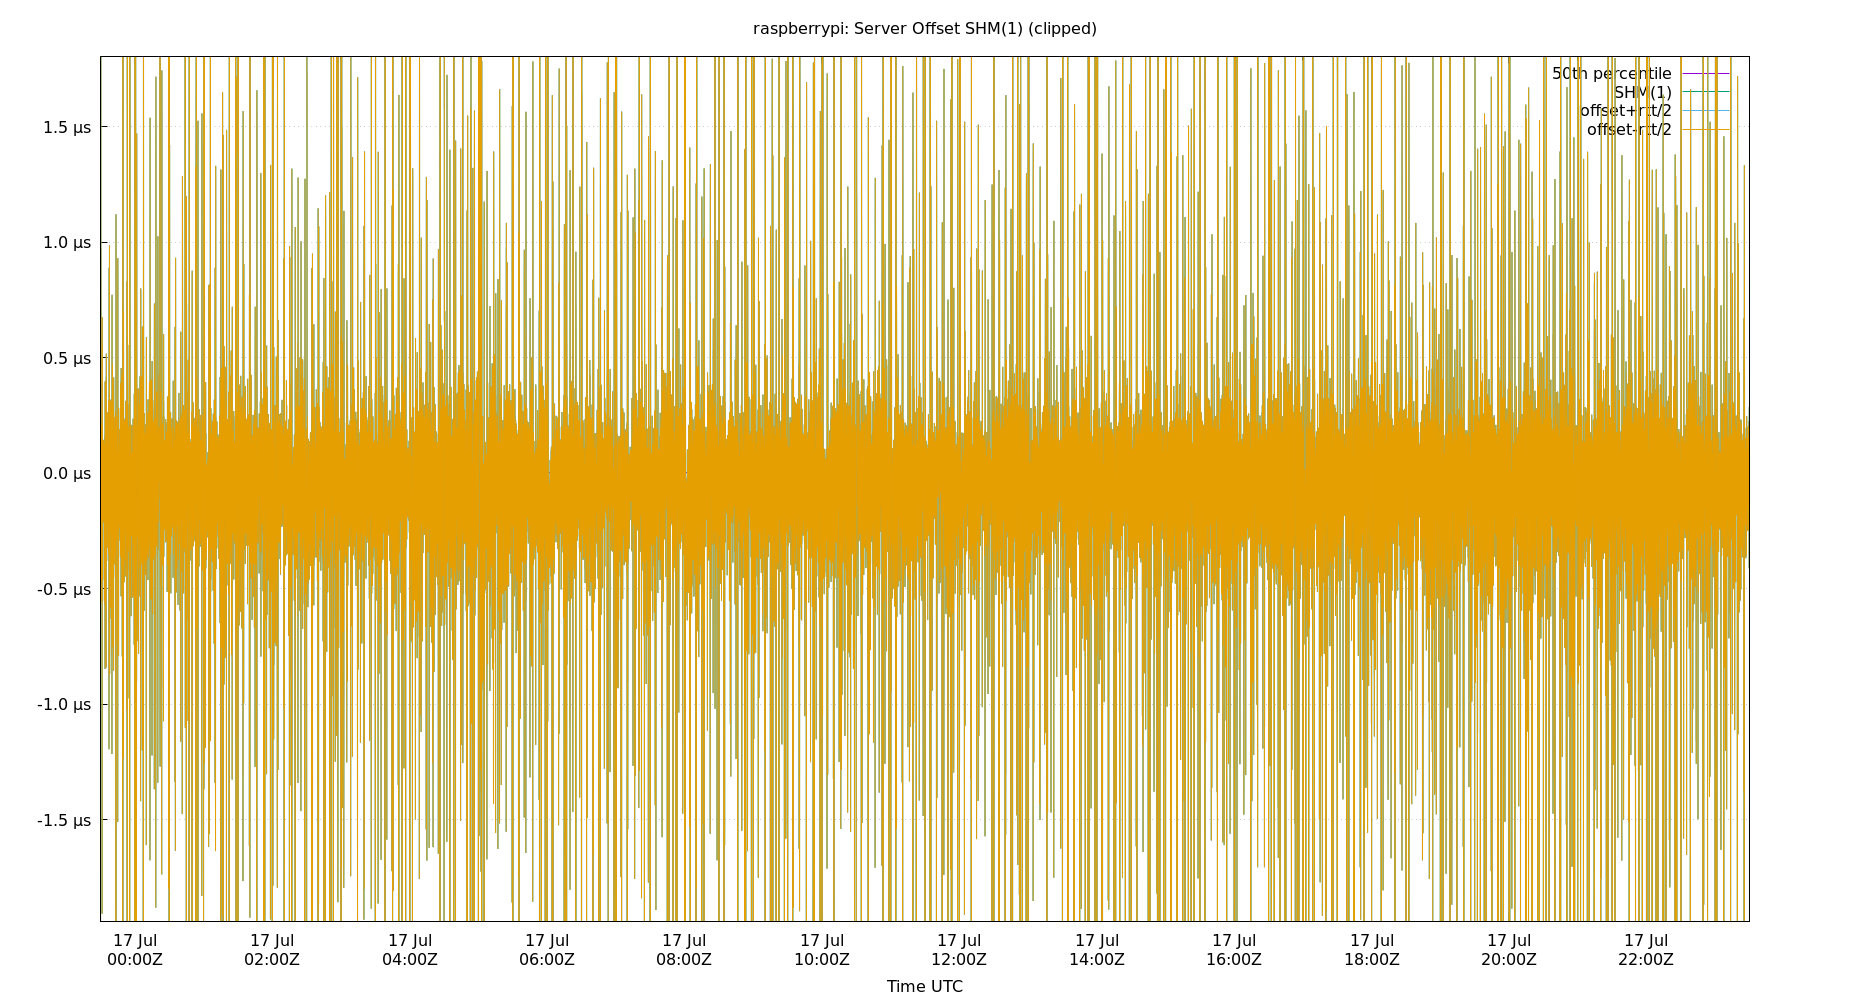 raspberrypi: Server Offset SHM(1) (clipped)
50th percentile
SHM(1)
offset+rtt/2
offset-rtt/2
1.5 µs
1.0 µs
0.5 µs
0.0 µs
-0.5 µs
-1.0 µs
-1.5 µs
17 Jul 17 Jul 17 Jul 17 Jul 17 Jul 17 Jul 17 Jul 17 Jul 17 Jul 17 Jul 17 Jul 17 Jul
00:00Z 02:00Z 04:00Z 06:00Z 08:00Z 10:00Z 12:00Z 14:00Z 16:00Z 18:00Z 20:00Z 22:00Z
Time UTC